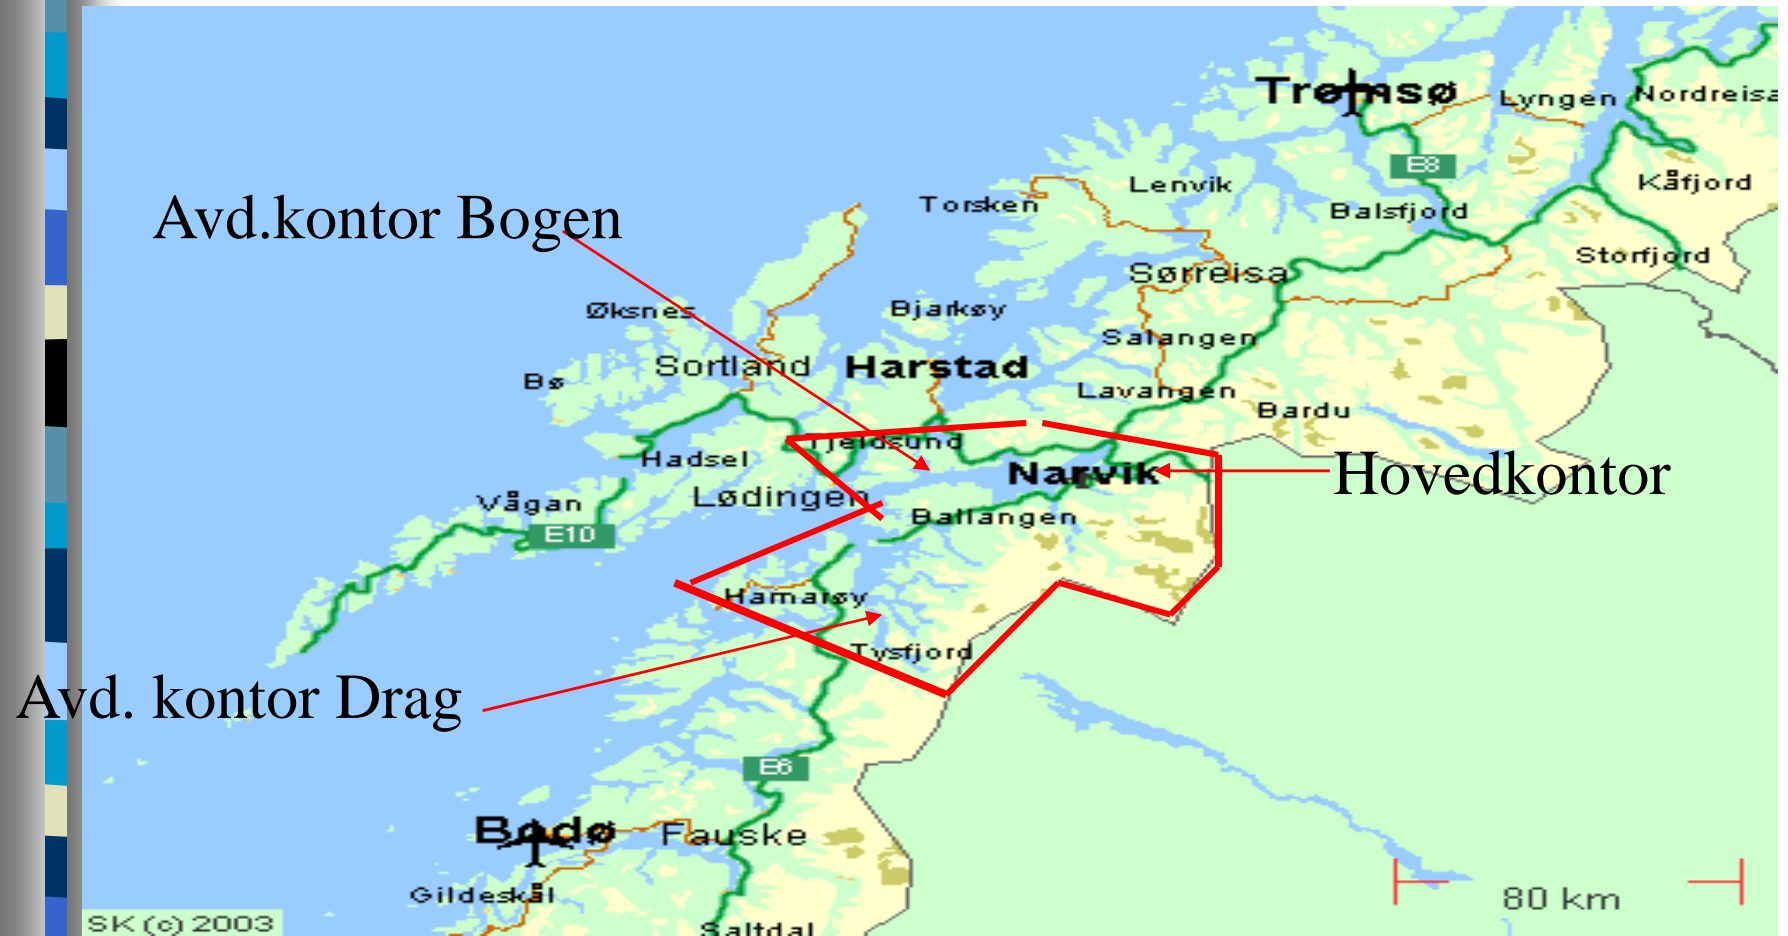 Tromsø
Lyngen
Nordreisa
E8
Kåfjord
Lenvik
Torsken
Balsfjord
Avd.kontor Bogen
Storfjord
Sørreisa
Øksnes
Bjarkøy
Salangen
Sortland
Harstad
Bø
Lavangen
Bardu
Tjeldsund
Hadsel
Narvik
Hovedkontor
Lødingen
Vågan
Ballangen
E10
Hamarøy
Tysfjord
Avd. kontor Drag
E6
Bodø
Fauske
Gildeskål
80 km
SK (c) 2003
Saltdal